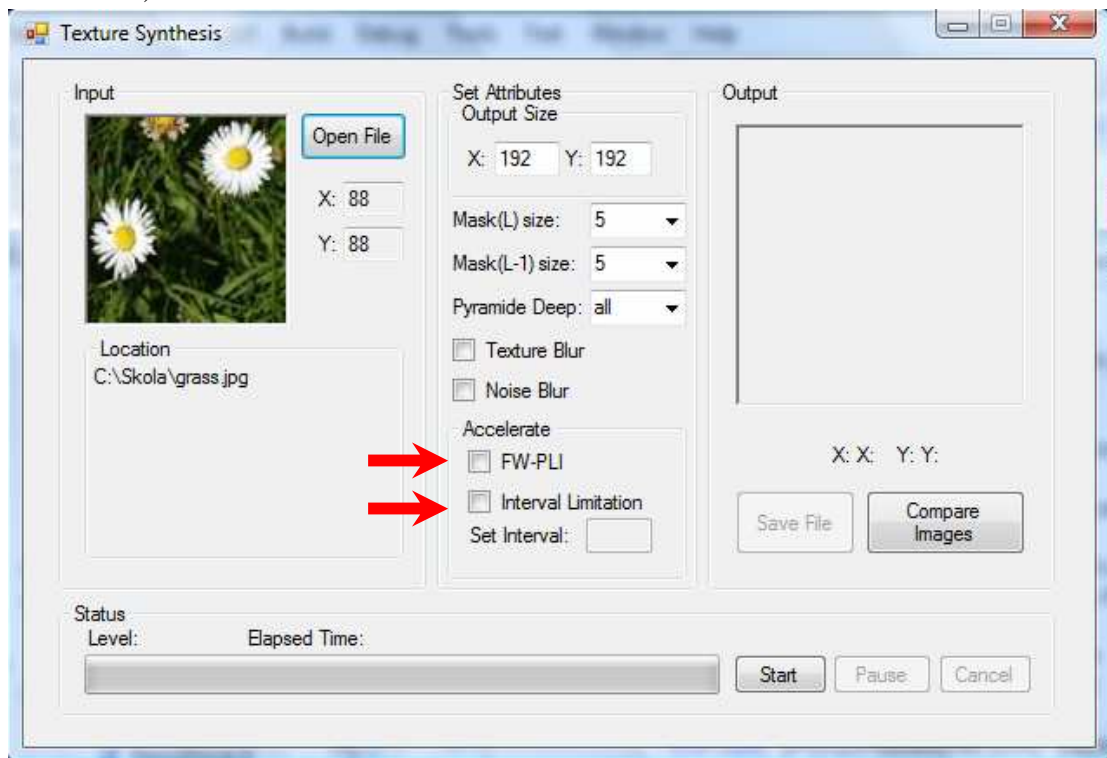 Texture Synthesis
Input
Open File
X: 88
Y: 88
Location
C:\Skola\grass.jpg
Set Attributes
Output Size
X: 192 Y: 192
Mask(L) size: 5
Mask(L-1) size: 5
Pyramide Deep: all
Texture Blur
Noise Blur
Accelerate
FW-PLI
Interval Limitation
Set Interval:
Output
X: X: Y: Y:
Save File
Compare
Images
Status
Level: Elapsed Time:
Start Pause Cancel